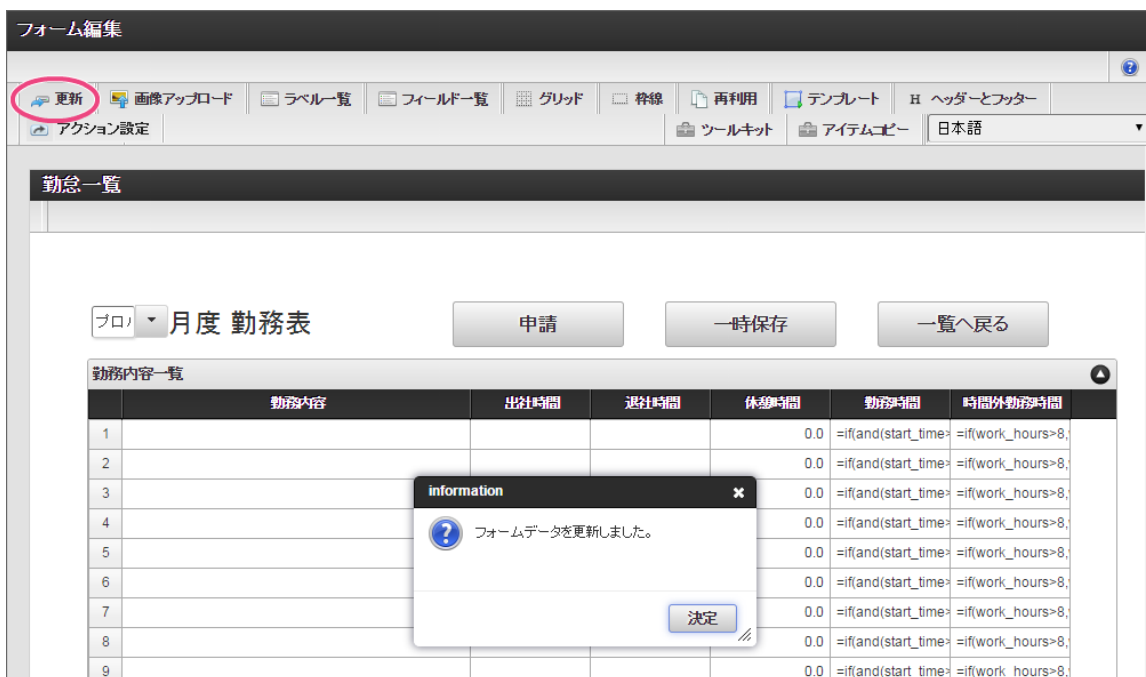 フォーム編集
更新 画像アップロード ラベル一覧 フィールド一覧 グリッド 枠線 再利用 テンプレート H ヘッダーとフッター
アクション設定 ツールキット アイテムコピー 日本語
勤怠一覧
プロ 月度 勤務表 申請 一時保存 一覧へ戻る
勤務内容一覧
勤務内容 出社時間 退社時間 休憩時間 勤務時間 時間外勤務時間
1 0.0 =if(and(start_time> =if(work_hours>8,
2 0.0 =if(and(start_time> =if(work_hours>8,
3 0.0 =if(and(start_time> =if(work_hours>8,
4 0.0 =if(and(start_time> =if(work_hours>8,
5 0.0 =if(and(start_time> =if(work_hours>8,
6 0.0 =if(and(start_time> =if(work_hours>8,
7 0.0 =if(and(start_time> =if(work_hours>8,
8 0.0 =if(and(start_time> =if(work_hours>8,
9 0.0 =if(and(start_time> =if(work_hours>8,
information
フォームデータを更新しました。
決定